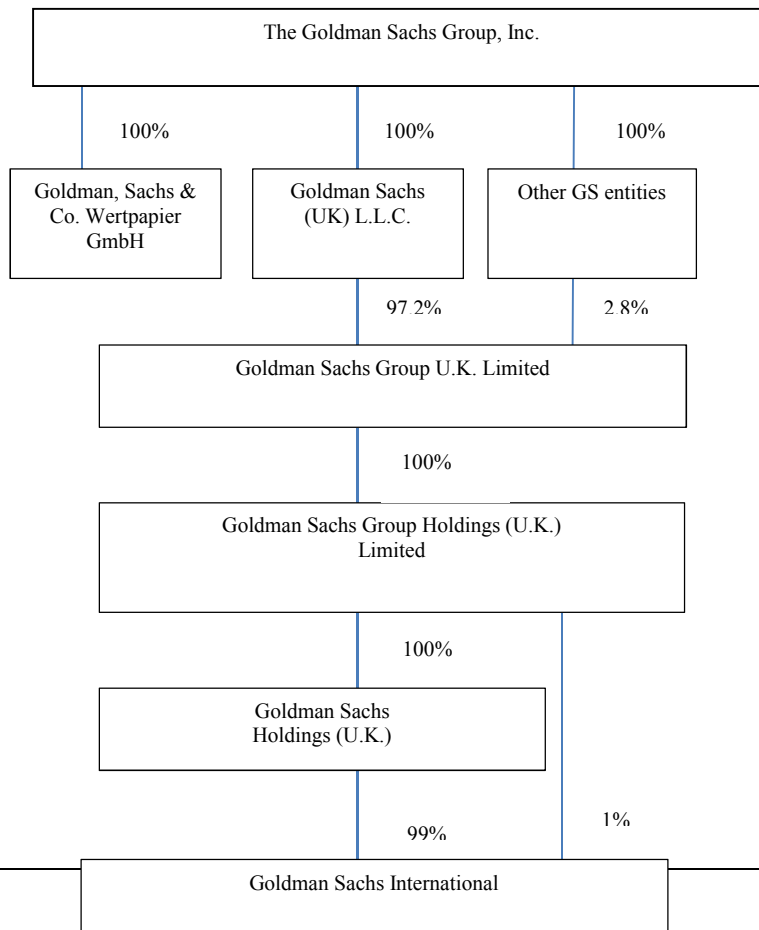 The Goldman Sachs Group, Inc.
100%
100%
100%
Goldman, Sachs &
Co. Wertpapier
GmbH
Goldman Sachs
(UK) L.L.C.
Other GS entities
97.2%
2.8%
Goldman Sachs Group U.K. Limited
100%
Goldman Sachs Group Holdings (U.K.)
Limited
100%
Goldman Sachs
Holdings (U.K.)
99%
1%
Goldman Sachs International